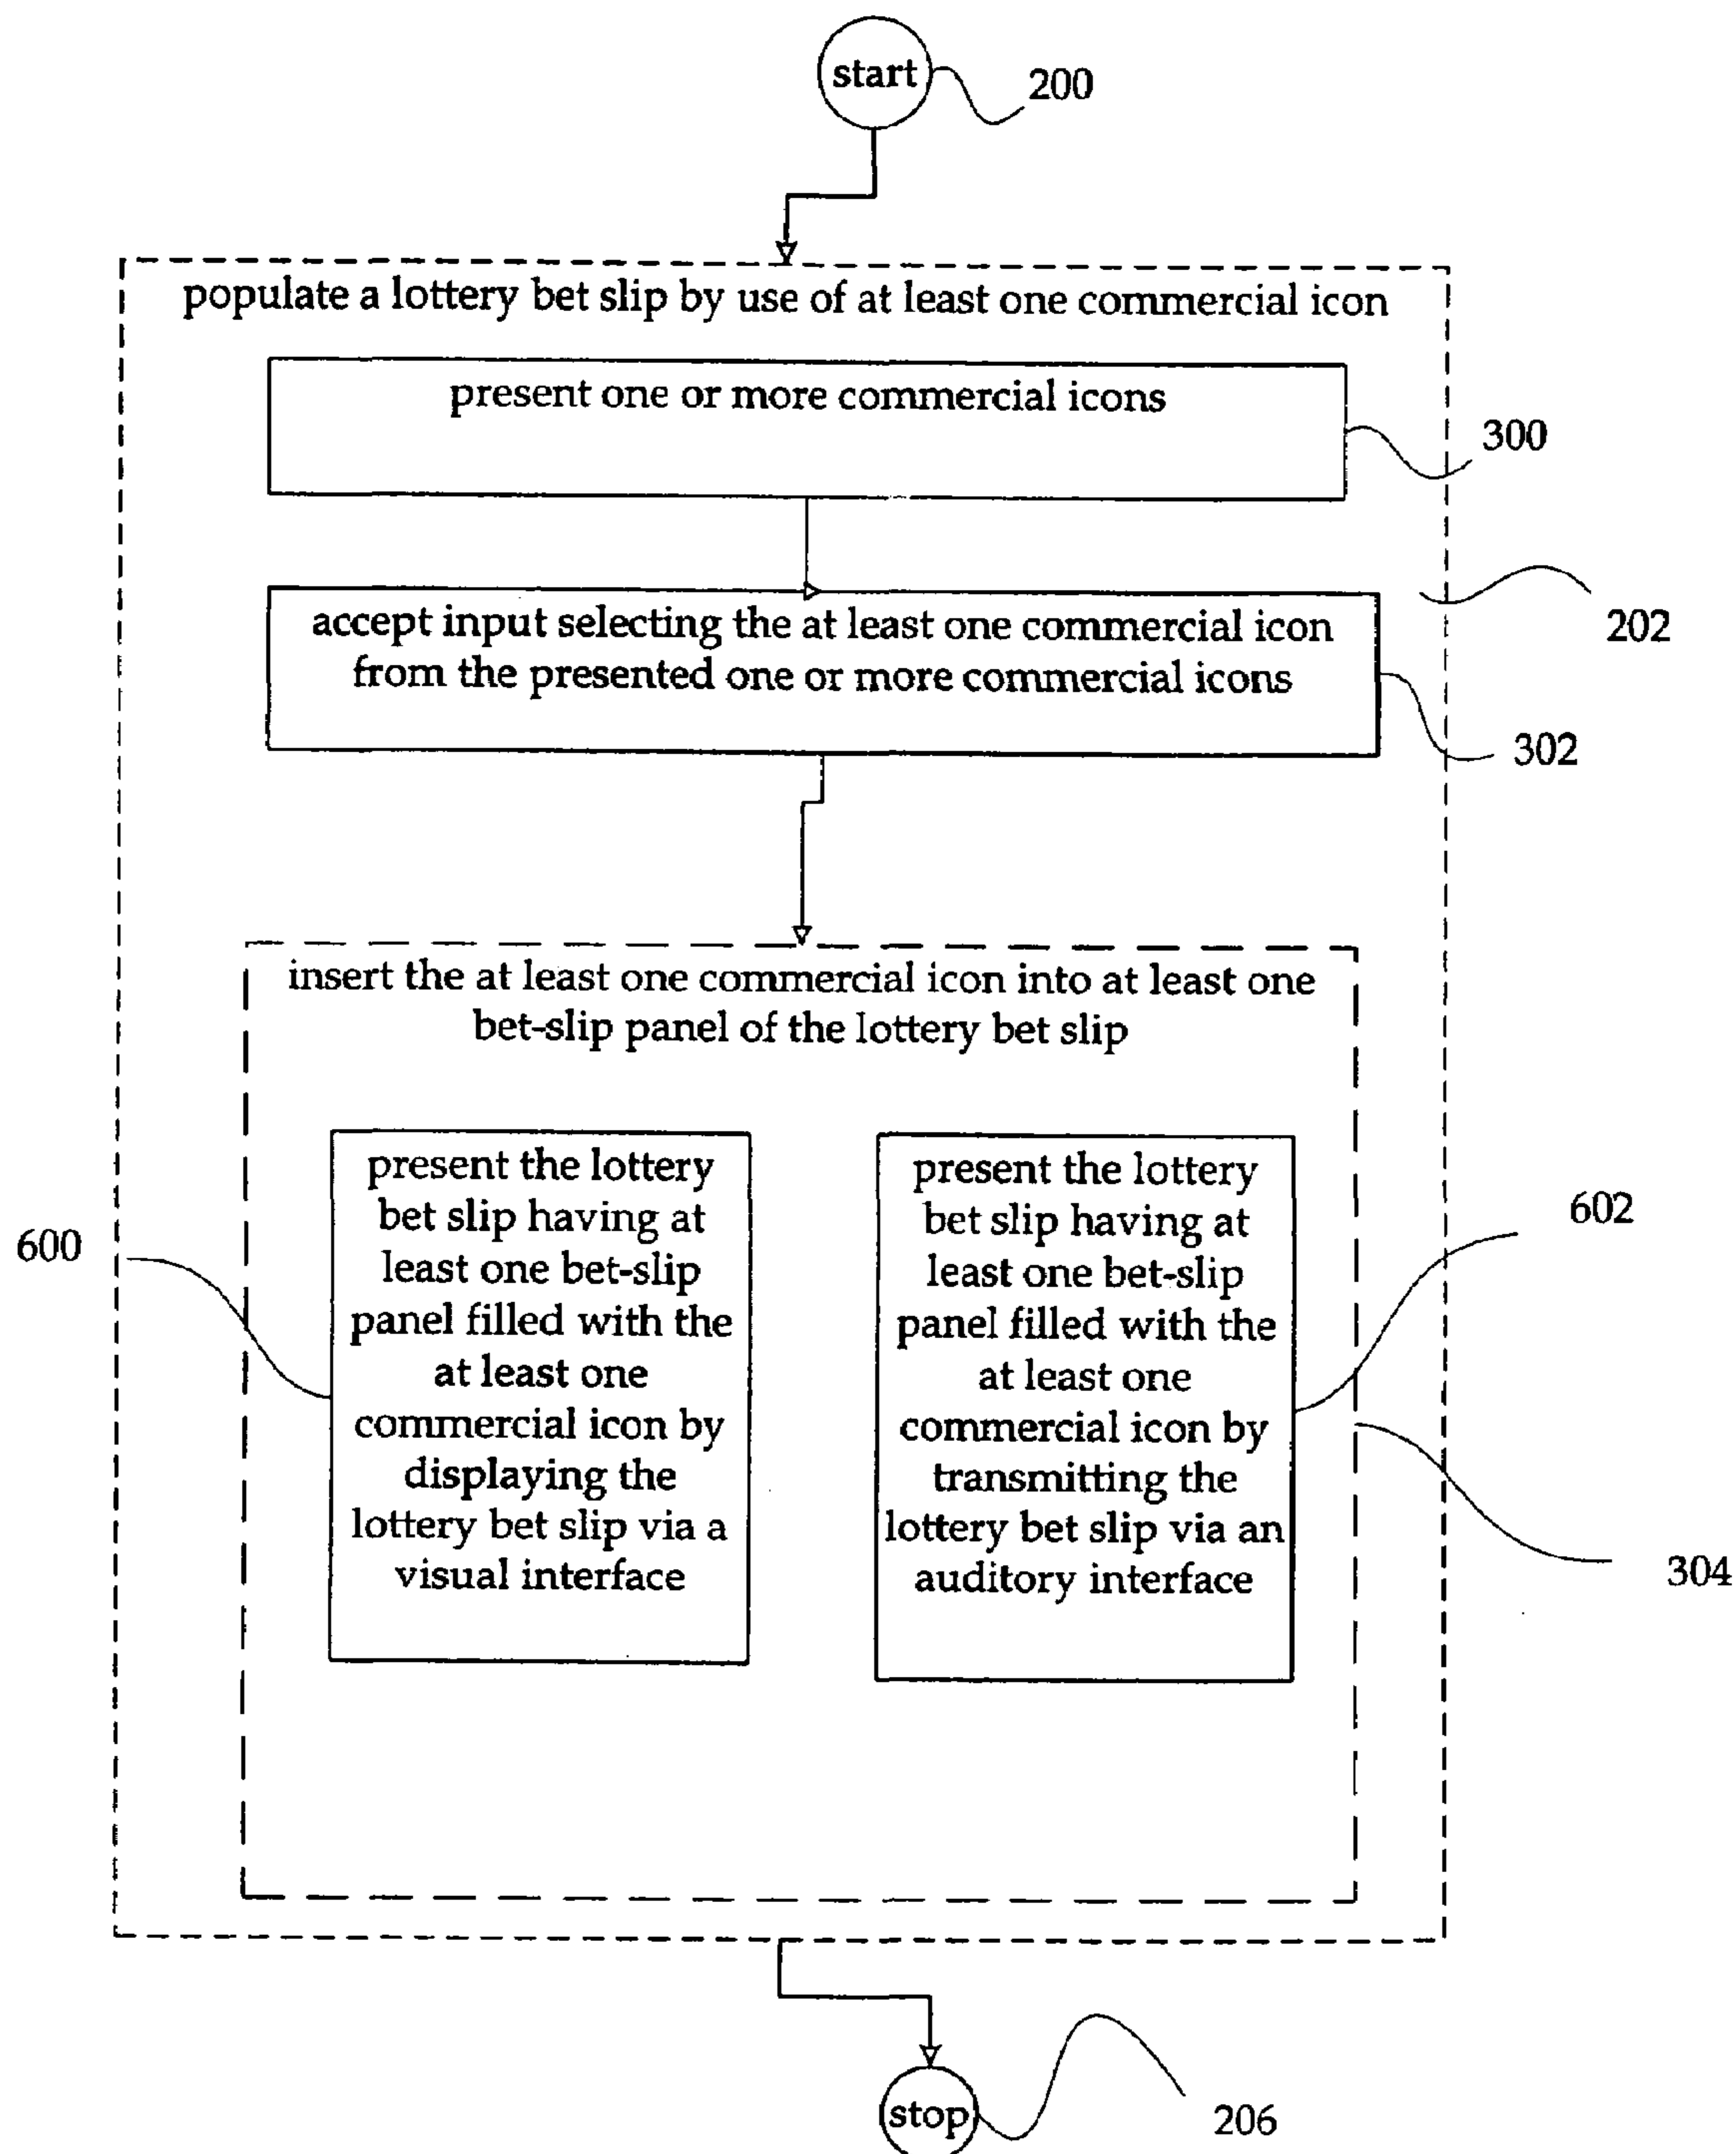 start
200
populate a lottery bet slip by use of at least one commercial icon
present one or more commercial icons
300
accept input selecting the at least one commercial icon
from the presented one or more commercial icons
202
302
insert the at least one commercial icon into at least one
bet-slip panel of the lottery bet slip
present the lottery
bet slip having at
least one bet-slip
panel filled with the
at least one
commercial icon by
displaying the
lottery bet slip via a
visual interface
600
present the lottery
bet slip having at
least one bet-slip
panel filled with the
at least one
commercial icon by
transmitting the
lottery bet slip via an
auditory interface
602
304
stop
206